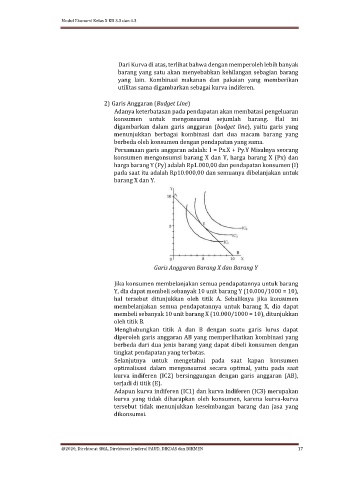 Modul Ekonomi Kelas X KD 3.3 dan 4.3
Dari Kurva di atas, terlihat bahwa dengan memperoleh lebih banyak
barang yang satu akan menyebabkan kehilangan sebagian barang
yang lain. Kombinasi makanan dan pakaian yang memberikan
utilitas sama digambarkan sebagai kurva indiferen.
2) Garis Anggaran (Budget Line)
Adanya keterbatasan pada pendapatan akan membatasi pengeluaran
konsumen untuk mengonsumsi sejumlah barang. Hal ini
digambarkan dalam garis anggaran (budget line), yaitu garis yang
menunjukkan berbagai kombinasi dari dua macam barang yang
berbeda oleh konsumen dengan pendapatan yang sama.
Persamaan garis anggaran adalah: I = Px.X + Py.Y Misalnya seorang
konsumen mengonsumsi barang X dan Y, harga barang X (Px) dan
harga barang Y (Py) adalah Rp1.000,00 dan pendapatan konsumen (I)
pada saat itu adalah Rp10.000,00 dan semuanya dibelanjakan untuk
barang X dan Y.
Y
10
A
IC3
IC2
IC1
B
0
10
X
Garis Anggaran Barang X dan Barang Y
Jika konsumen membelanjakan semua pendapatannya untuk barang
Y, dia dapat membeli sebanyak 10 unit barang Y (10.000/1000 = 10),
hal tersebut ditunjukkan oleh titik A. Sebaliknya jika konsumen
membelanjakan semua pendapatannya untuk barang X, dia dapat
membeli sebanyak 10 unit barang X (10.000/1000 = 10), ditunjukkan
oleh titik B.
Menghubungkan titik A dan B dengan suatu garis lurus dapat
diperoleh garis anggaran AB yang memperlihatkan kombinasi yang
berbeda dari dua jenis barang yang dapat dibeli konsumen dengan
tingkat pendapatan yang terbatas.
Selanjutnya untuk mengetahui pada saat kapan konsumen
optimalisasi dalam mengonsumsi secara optimal, yaitu pada saat
kurva indiferen (IC2) bersinggungan dengan garis anggaran (AB),
terjadi di titik (E).
Adapun kurva indiferen (IC1) dan kurva indiferen (IC3) merupakan
kurva yang tidak diharapkan oleh konsumen, karena kurva-kurva
tersebut tidak menunjukkan keseimbangan barang dan jasa yang
dikonsumsi.
@2020, Direktorat SMA, Direktorat Jenderal PAUD, DIKDAS dan DIKMEN
17